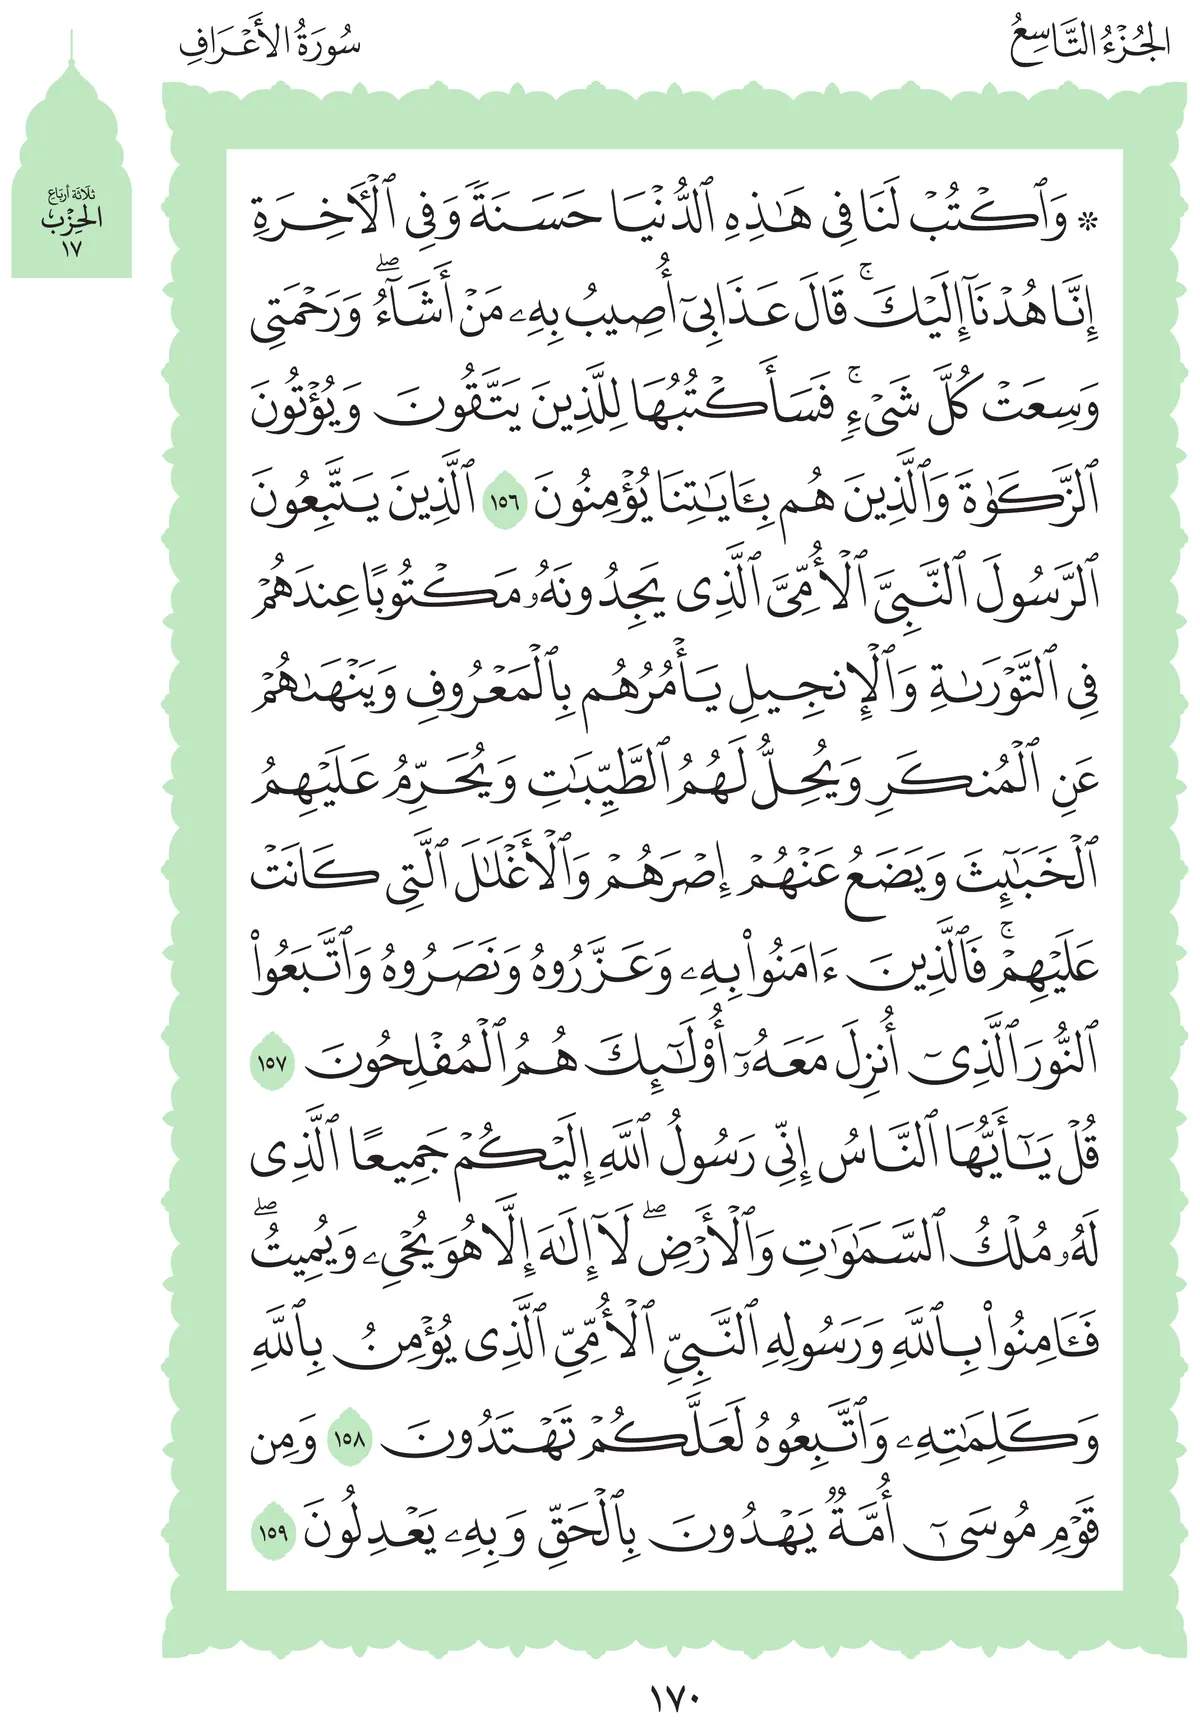 الجُزْءُ التَّاسِعُ
سُورَةُ الأَعْرَافِ
ثلاثة أرباع
الحِزْب
١٧
۞ وَٱكْتُبْ لَنَا فِى هَٰذِهِ ٱلدُّنْيَا حَسَنَةً وَفِى ٱلْأَخِرَةِ
إِنَّا هُدْنَآ إِلَيْكَ ۚ قَالَ عَذَابِىٓ أُصِيبُ بِهِۦ مَنْ أَشَآءُ ۖ وَرَحْمَتِى
وَسِعَتْ كُلَّ شَىْءٍ ۚ فَسَأَكْتُبُهَا لِلَّذِينَ يَتَّقُونَ وَيُؤْتُونَ
ٱلزَّكَوٰةَ وَٱلَّذِينَ هُم بِـَٔايَٰتِنَا يُؤْمِنُونَ ١٥٦ ٱلَّذِينَ يَتَّبِعُونَ
ٱلرَّسُولَ ٱلنَّبِىَّ ٱلْأُمِّىَّ ٱلَّذِى يَجِدُونَهُۥ مَكْتُوبًا عِندَهُمْ
فِى ٱلتَّوْرَىٰةِ وَٱلْإِنجِيلِ يَأْمُرُهُم بِٱلْمَعْرُوفِ وَيَنْهَىٰهُمْ
عَنِ ٱلْمُنكَرِ وَيُحِلُّ لَهُمُ ٱلطَّيِّبَٰتِ وَيُحَرِّمُ عَلَيْهِمُ
ٱلْخَبَٰٓئِثَ وَيَضَعُ عَنْهُمْ إِصْرَهُمْ وَٱلْأَغْلَٰلَ ٱلَّتِى كَانَتْ
عَلَيْهِمْ ۚ فَٱلَّذِينَ ءَامَنُوا۟ بِهِۦ وَعَزَّرُوهُ وَنَصَرُوهُ وَٱتَّبَعُوا۟
ٱلنُّورَ ٱلَّذِىٓ أُنزِلَ مَعَهُۥٓ أُو۟لَٰٓئِكَ هُمُ ٱلْمُفْلِحُونَ ١٥٧
قُلْ يَٰٓأَيُّهَا ٱلنَّاسُ إِنِّى رَسُولُ ٱللَّهِ إِلَيْكُمْ جَمِيعًا ٱلَّذِى
لَهُۥ مُلْكُ ٱلسَّمَٰوَٰتِ وَٱلْأَرْضِ ۖ لَآ إِلَٰهَ إِلَّا هُوَ يُحْىِۦ وَيُمِيتُ ۖ
فَـَٔامِنُوا۟ بِٱللَّهِ وَرَسُولِهِ ٱلنَّبِىِّ ٱلْأُمِّىِّ ٱلَّذِى يُؤْمِنُ بِٱللَّهِ
وَكَلِمَٰتِهِۦ وَٱتَّبِعُوهُ لَعَلَّكُمْ تَهْتَدُونَ ١٥٨ وَمِن
قَوْمِ مُوسَىٰٓ أُمَّةٌ يَهْدُونَ بِٱلْحَقِّ وَبِهِۦ يَعْدِلُونَ ١٥٩
١٧٠